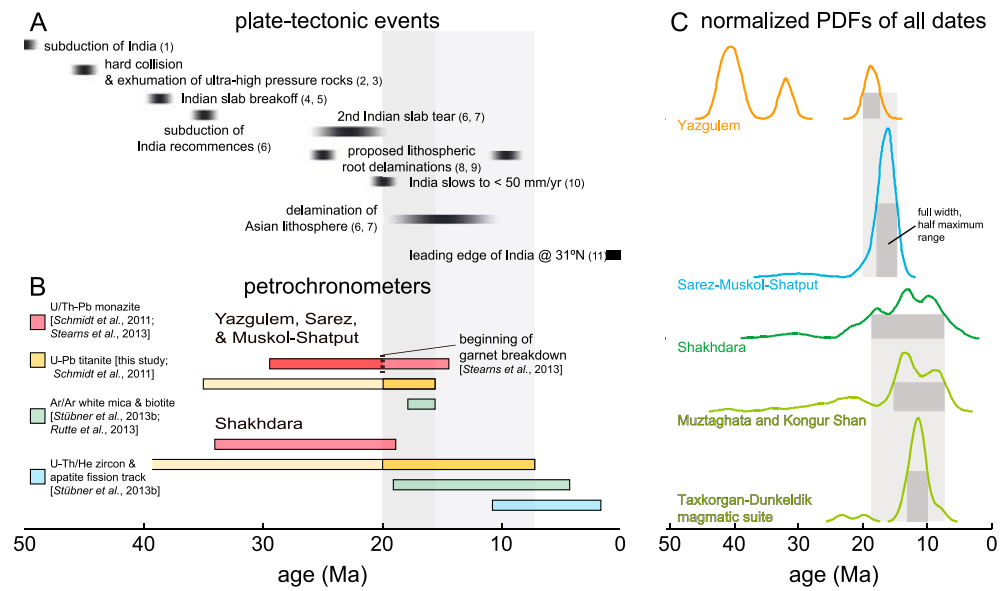 A
plate-tectonic events
subduction of India (1)
hard collision
& exhumation of ultra-high pressure rocks (2, 3)
Indian slab breakoff (4, 5)
2nd Indian slab tear (6, 7)
subduction of
India recommences (6)
proposed lithospheric
root delaminations (8, 9)
India slows to < 50 mm/yr (10)
delamination of
Asian lithosphere (6, 7)
leading edge of India @ 31ºN (11)
B
petrochronometers
U/Th-Pb monazite
[Schmidt et al., 2011;
Stearns et al., 2013]
U-Pb titanite [this study;
Schmidt et al., 2011]
Ar/Ar white mica & biotite
[Stübner et al., 2013b;
Rutte et al., 2013]
U-Th/He zircon &
apatite fission track
[Stübner et al., 2013b]
Yazgulem, Sarez,
& Muskol-Shatput
beginning of
garnet breakdown
[Stearns et al., 2013]
Shakhdara
50 40 30 20 10 0
age (Ma)
C
normalized PDFs of all dates
Yazgulem
full width,
half maximum
range
Sarez-Muskol-Shatput
Shakhdara
Muztaghata and Kongur Shan
Taxkorgan-Dunkeldik
magmatic suite
50 40 30 20 10 0
age (Ma)